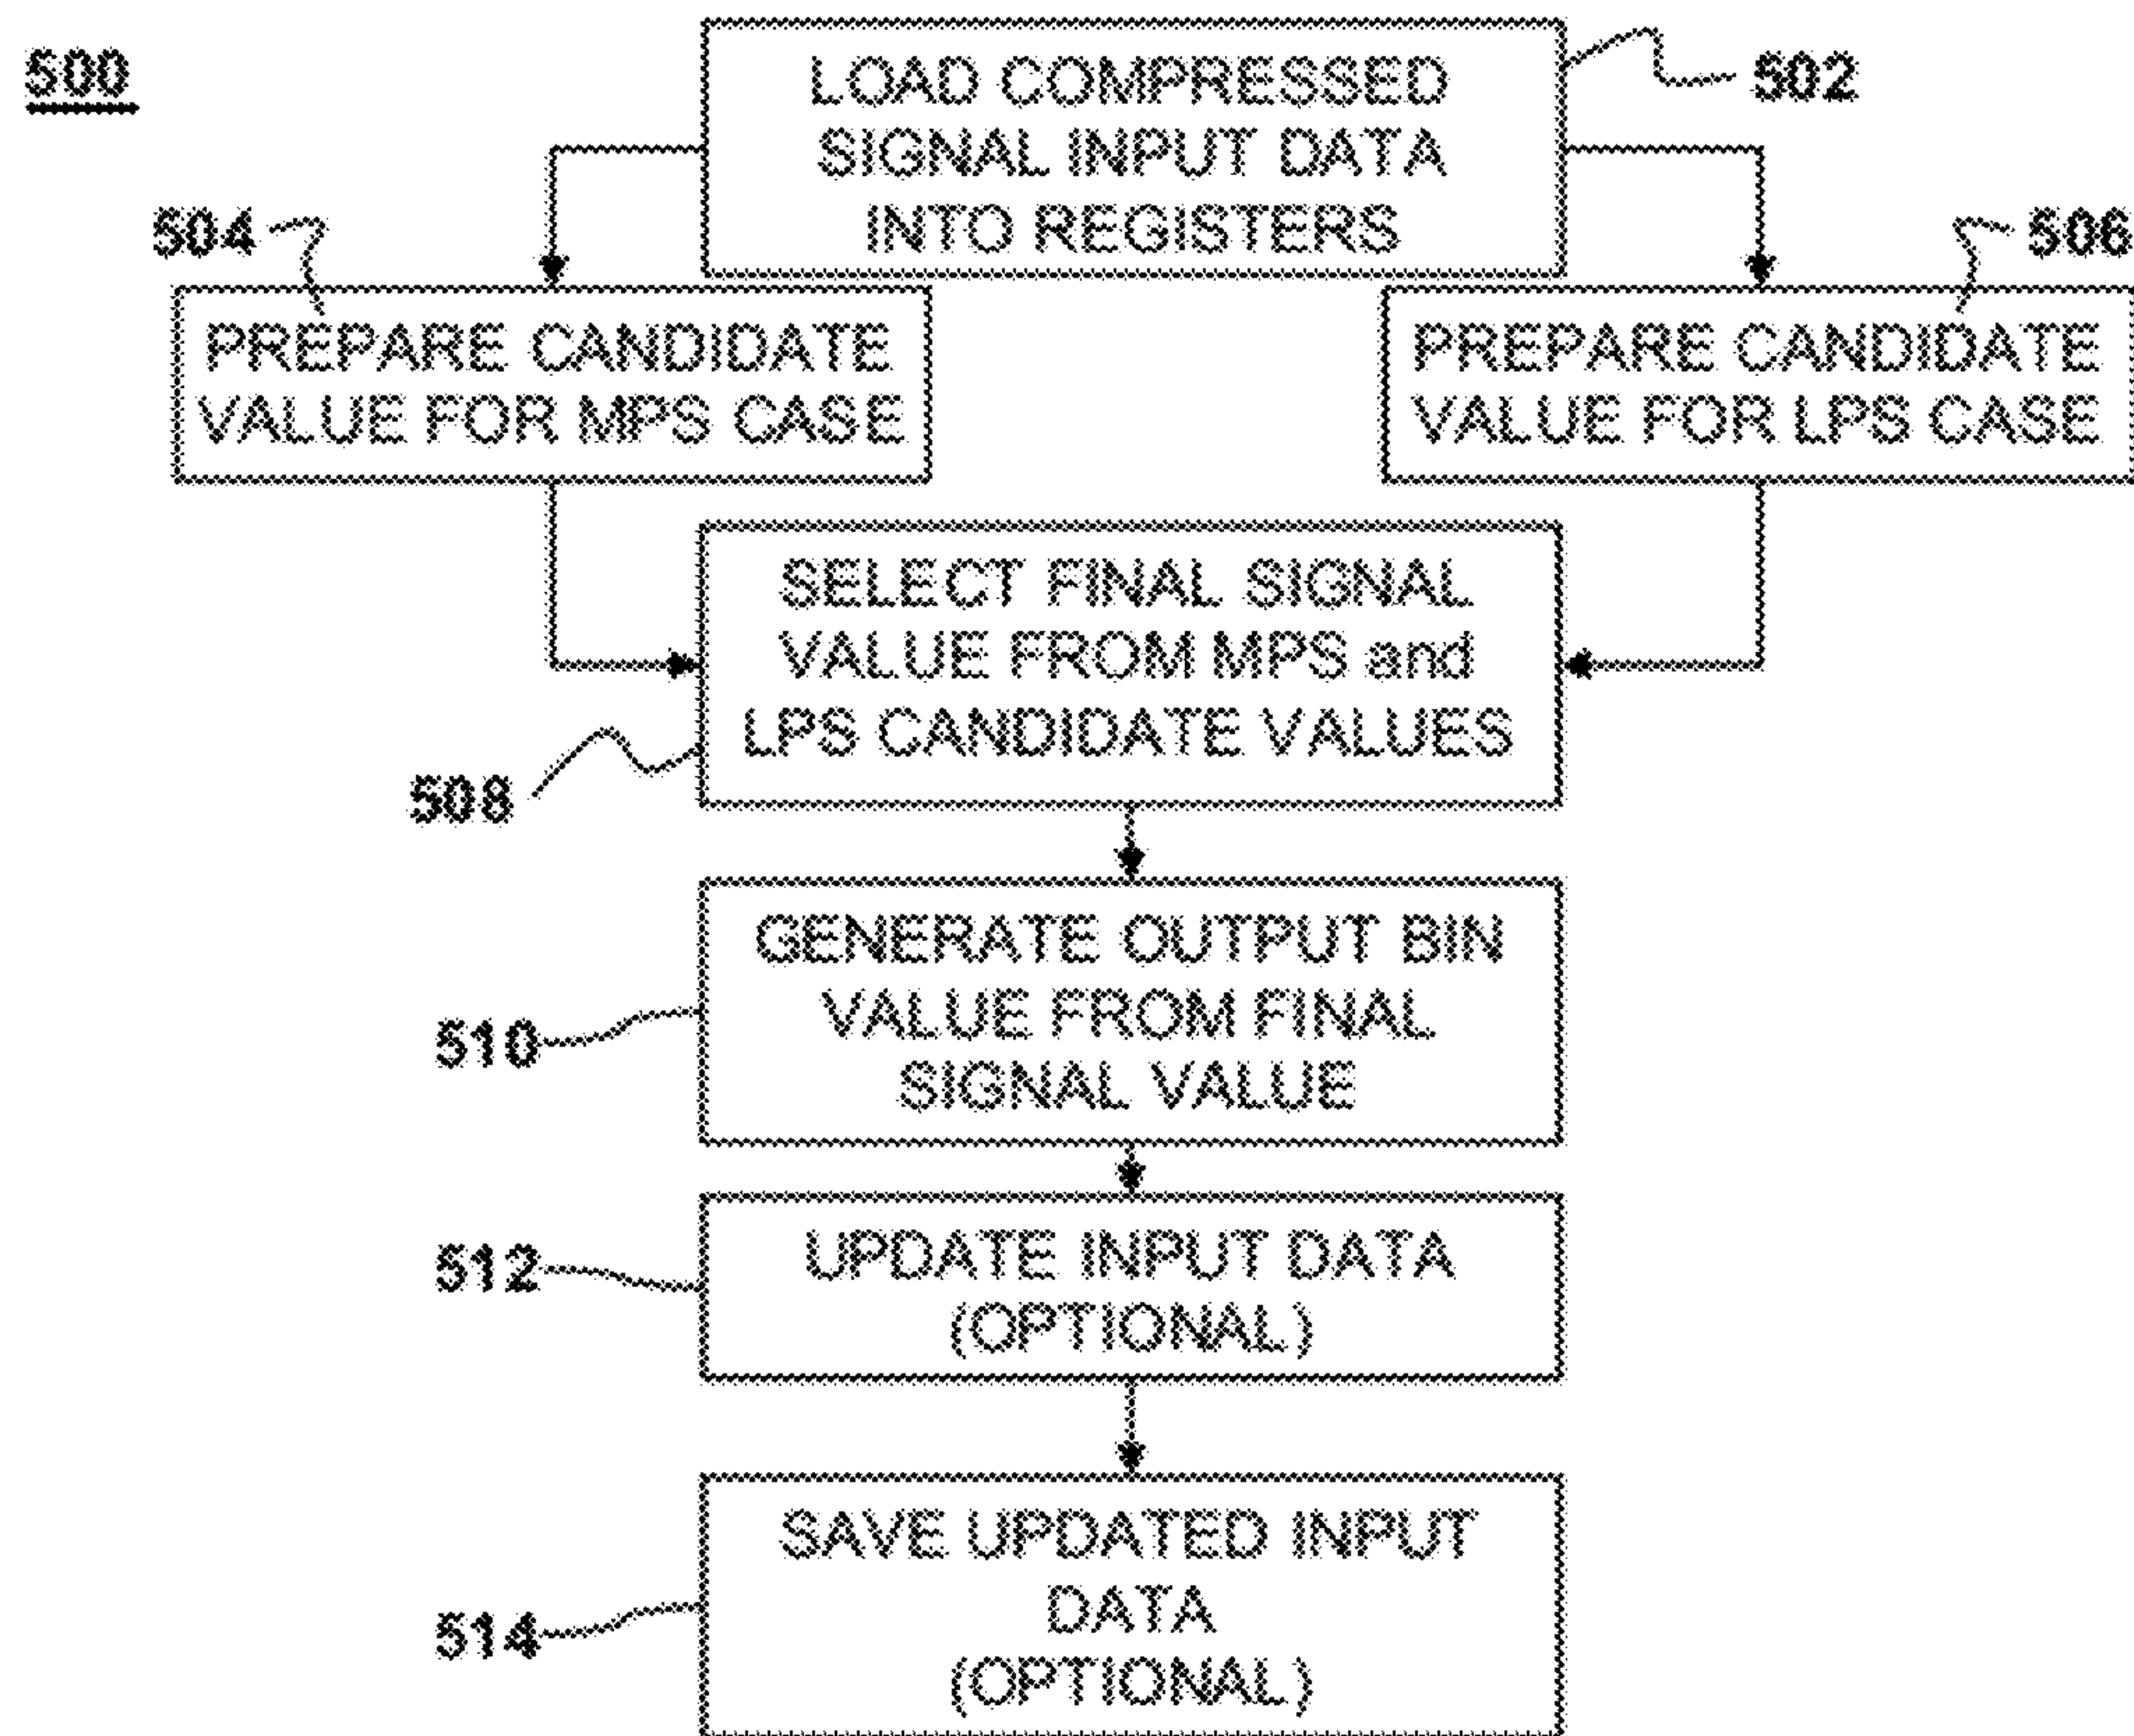 500
LOAD COMPRESSED
SIGNAL INPUT DATA
INTO REGISTERS
502
504
506
PREPARE CANDIDATE
VALUE FOR MPS CASE
PREPARE CANDIDATE
VALUE FOR LPS CASE
SELECT FINAL SIGNAL
VALUE FROM MPS and
LPS CANDIDATE VALUES
508
GENERATE OUTPUT BIN
VALUE FROM FINAL
SIGNAL VALUE
510
UPDATE INPUT DATA
(OPTIONAL)
512
SAVE UPDATED INPUT
DATA
(OPTIONAL)
514